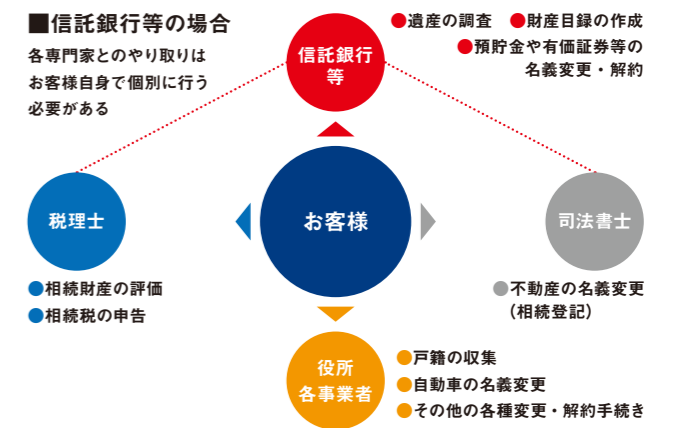 ■信託銀行等の場合
各専門家とのやり取りは
お客様自身で個別に行う
必要がある
信託銀行
等
●遺産の調査 ●財産目録の作成
●預貯金や有価証券等の
名義変更・解約
税理士
お客様
司法書士
●相続財産の評価
●相続税の申告
●不動産の名義変更
（相続登記）
役所
各事業者
●戸籍の収集
●自動車の名義変更
●その他の各種変更・解約手続き